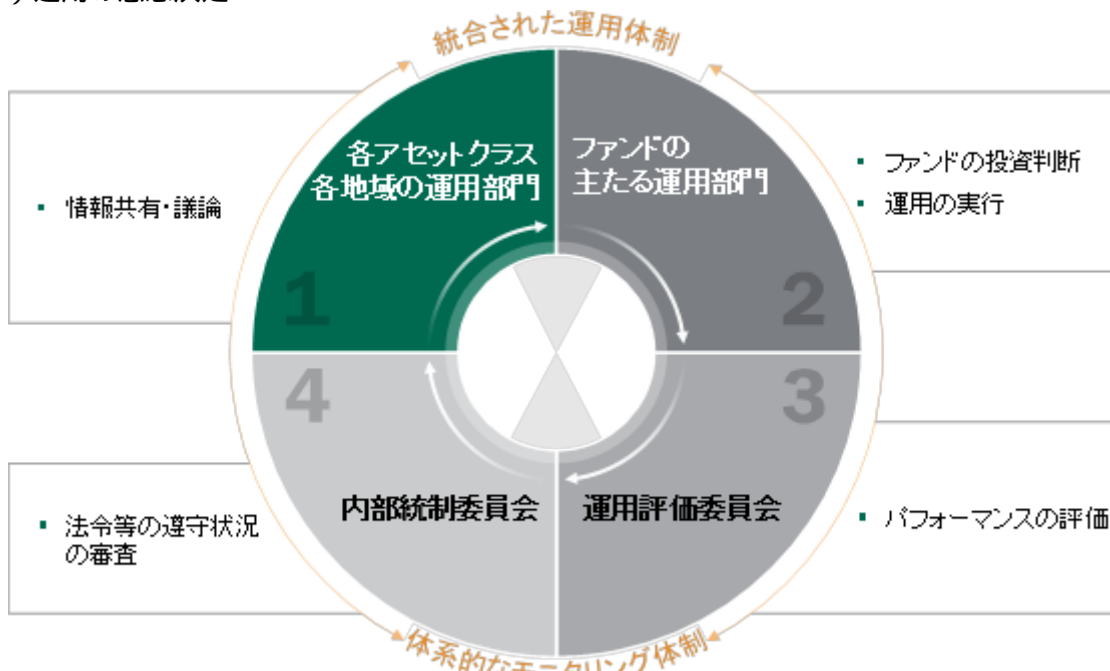 統合された運用体制
各アセットクラス
各地域の運用部門
ファンドの
主たる運用部門
▪ 情報共有・議論
▪ ファンドの投資判断
▪ 運用の実行
1
2
4
3
内部統制委員会
運用評価委員会
▪ 法令等の遵守状況
の審査
▪ パフォーマンスの評価
体系的なモニタリング体制